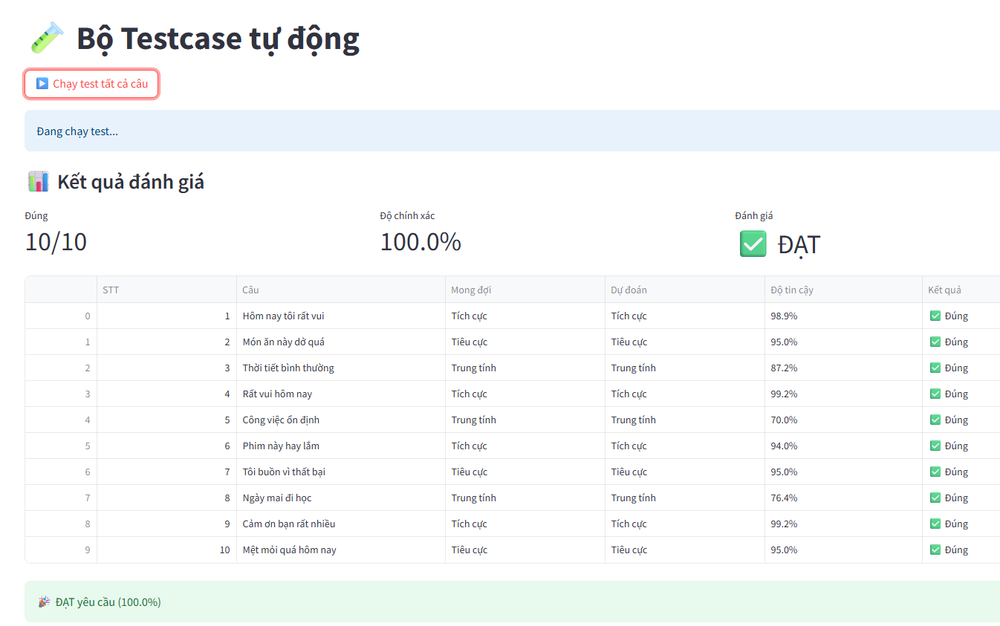 Bộ Testcase tự động
Chạy test tất cả câu
Đang chạy test...
Kết quả đánh giá
Đúng Độ chính xác Đánh giá
10/10 100.0% ĐẠT
STT Câu Mong đợi Dự đoán Độ tin cậy Kết quả
0 1 Hôm nay tôi rất vui Tích cực Tích cực 98.9% Đúng
1 2 Món ăn này dở quá Tiêu cực Tiêu cực 95.0% Đúng
2 3 Thời tiết bình thường Trung tính Trung tính 87.2% Đúng
3 4 Rất vui hôm nay Tích cực Tích cực 99.2% Đúng
4 5 Công việc ổn định Trung tính Trung tính 70.0% Đúng
5 6 Phim này hay lắm Tích cực Tích cực 94.0% Đúng
6 7 Tôi buồn vì thất bại Tiêu cực Tiêu cực 95.0% Đúng
7 8 Ngày mai đi học Trung tính Trung tính 76.4% Đúng
8 9 Cảm ơn bạn rất nhiều Tích cực Tích cực 99.2% Đúng
9 10 Mệt mỏi quá hôm nay Tiêu cực Tiêu cực 95.0% Đúng
ĐẠT yêu cầu (100.0%)